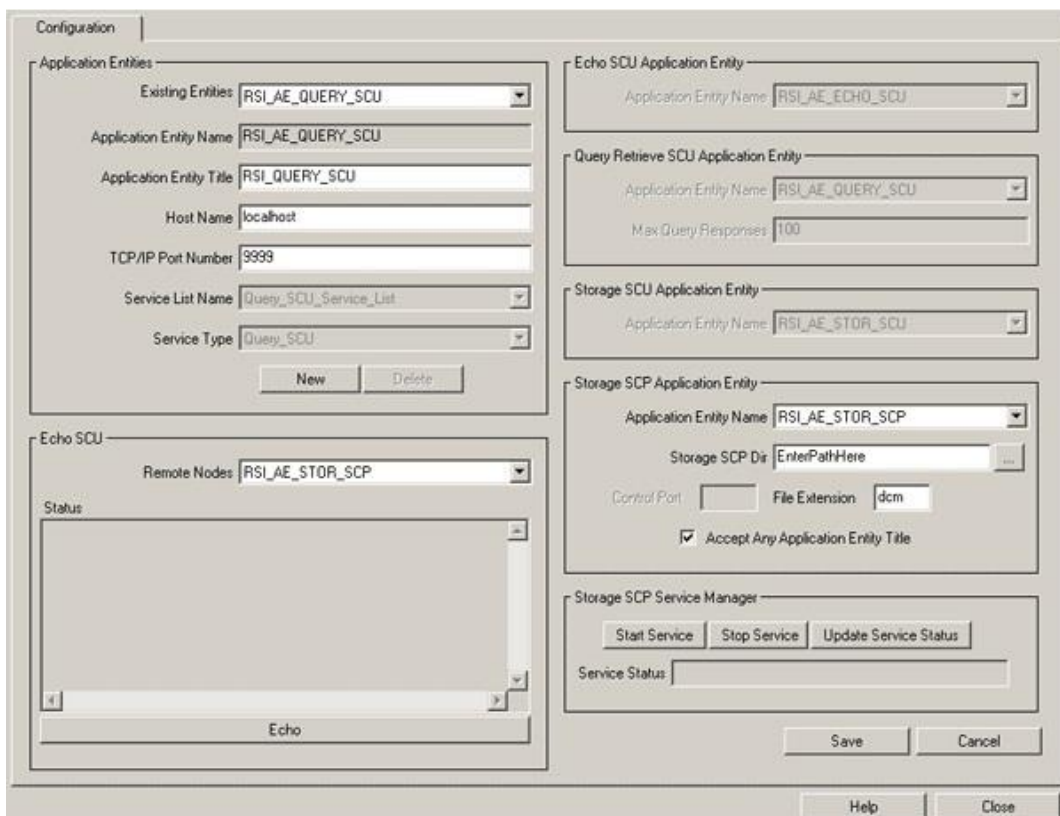 Configuration
Application Entities
Existing Entities RSI_AE_QUERY_SCU
Application Entity Name RSI_AE_QUERY_SCU
Application Entity Title RSI_QUERY_SCU
Host Name localhost
TCP/IP Port Number 9999
Service List Name Query_SCU_Service_List
Service Type Query_SCU
New Delete
Echo SCU
Remote Nodes RSI_AE_STOR_SCP
Status
Echo
Echo SCU Application Entity
Application Entity Name RSI_AE_ECHO_SCU
Query Retrieve SCU Application Entity
Application Entity Name RSI_AE_QUERY_SCU
Max Query Responses 100
Storage SCU Application Entity
Application Entity Name RSI_AE_STOR_SCU
Storage SCP Application Entity
Application Entity Name RSI_AE_STOR_SCP
Storage SCP Dir EnterPathHere ...
Control Port File Extension dcm
Accept Any Application Entity Title
Storage SCP Service Manager
Start Service Stop Service Update Service Status
Service Status
Save Cancel
Help Close